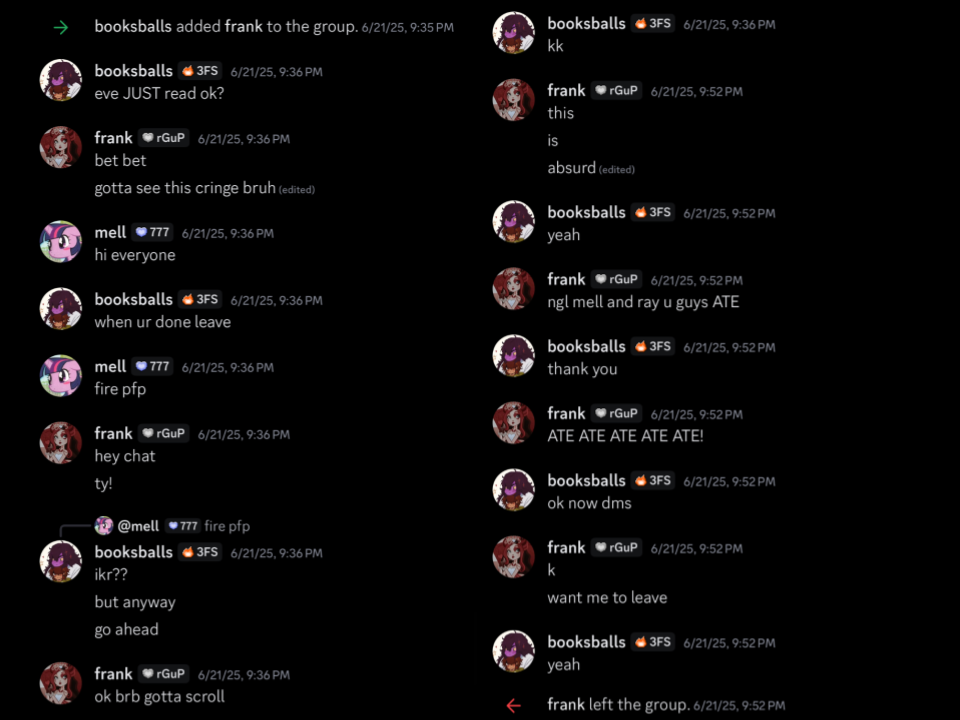 booksballs added frank to the group. 6/21/25, 9:35 PM
booksballs 3FS 6/21/25, 9:36 PM
eve JUST read ok?
frank rGuP 6/21/25, 9:36 PM
bet bet
gotta see this cringe bruh (edited)
mell 777 6/21/25, 9:36 PM
hi everyone
booksballs 3FS 6/21/25, 9:36 PM
when ur done leave
mell 777 6/21/25, 9:36 PM
fire pfp
frank rGuP 6/21/25, 9:36 PM
hey chat
ty!
@mell 777 fire pfp
booksballs 3FS 6/21/25, 9:36 PM
ikr??
but anyway
go ahead
frank rGuP 6/21/25, 9:36 PM
ok brb gotta scroll
booksballs 3FS 6/21/25, 9:36 PM
kk
frank rGuP 6/21/25, 9:52 PM
this
is
absurd (edited)
booksballs 3FS 6/21/25, 9:52 PM
yeah
frank rGuP 6/21/25, 9:52 PM
ngl mell and ray u guys ATE
booksballs 3FS 6/21/25, 9:52 PM
thank you
frank rGuP 6/21/25, 9:52 PM
ATE ATE ATE ATE ATE!
booksballs 3FS 6/21/25, 9:52 PM
ok now dms
frank rGuP 6/21/25, 9:52 PM
k
want me to leave
booksballs 3FS 6/21/25, 9:52 PM
yeah
frank left the group. 6/21/25, 9:52 PM